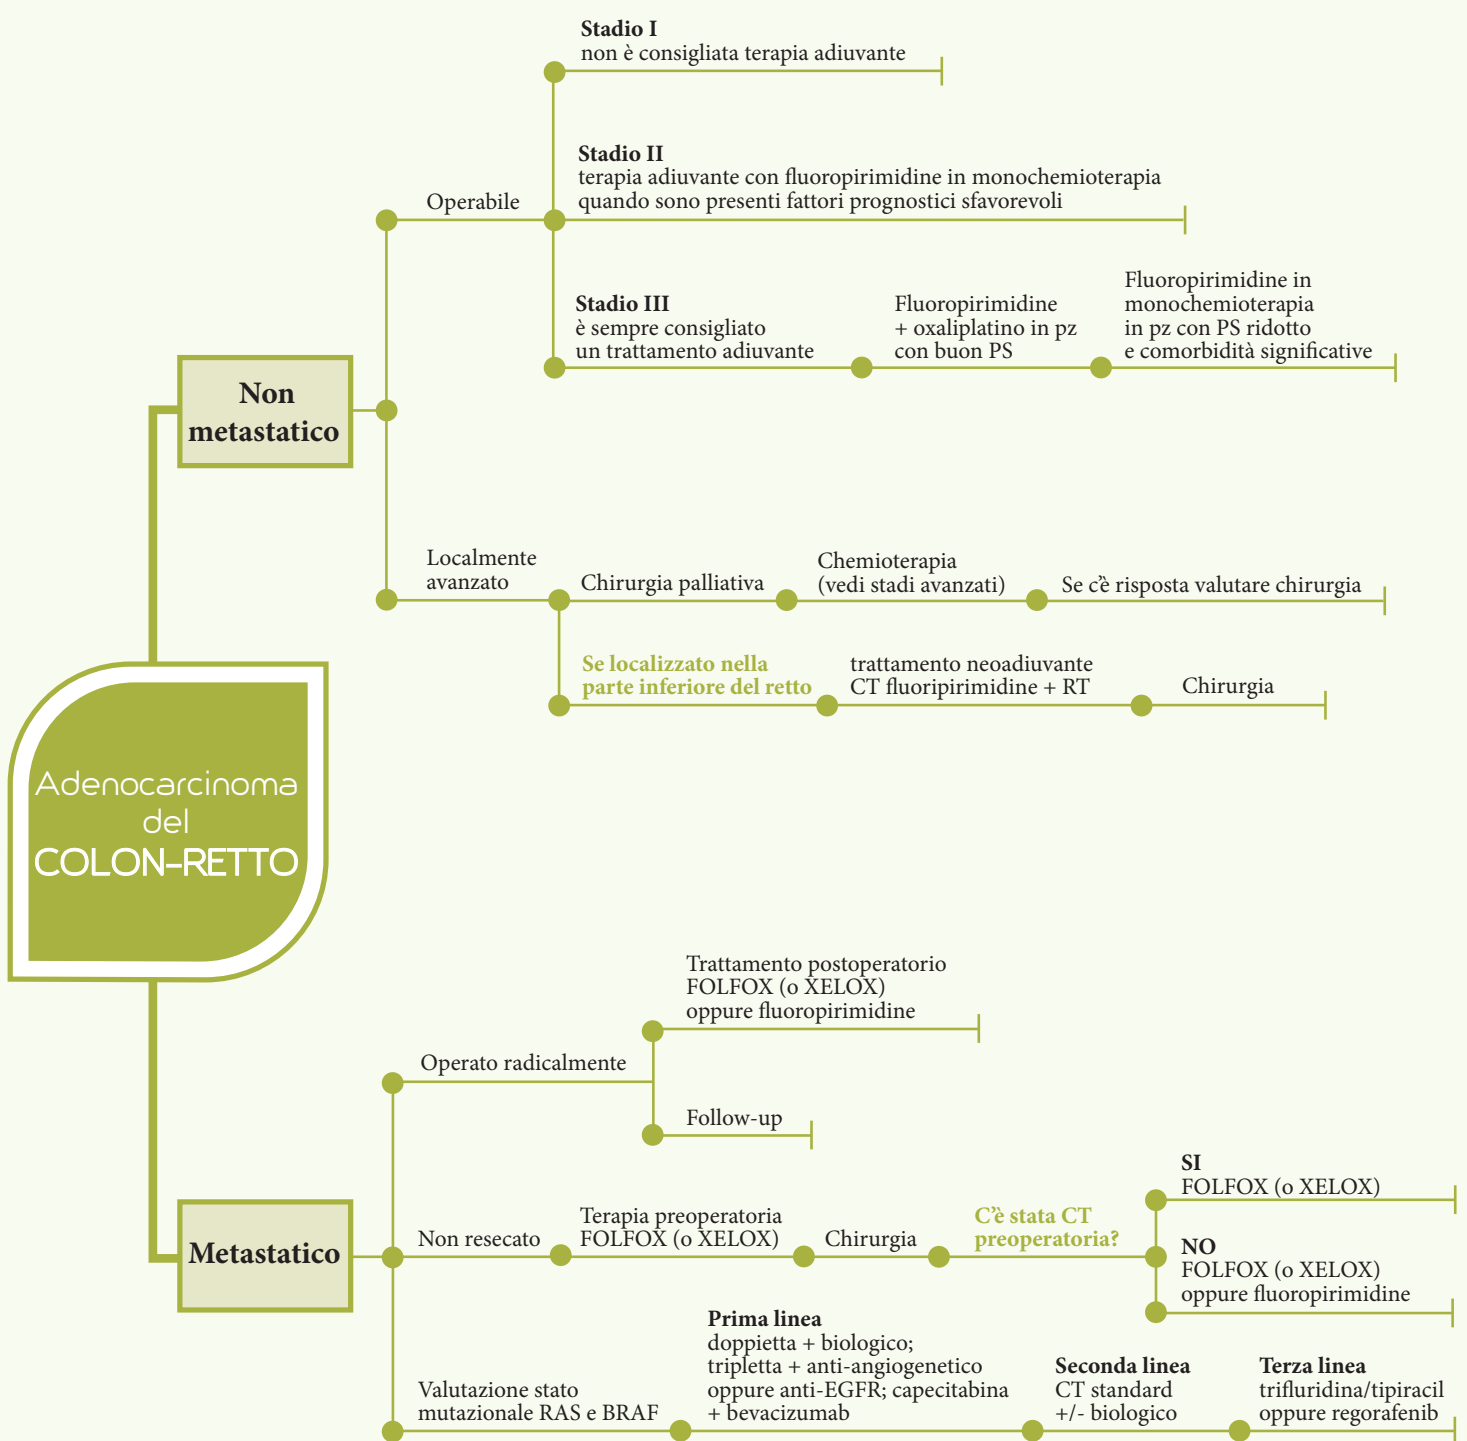 Stadio I
non è consigliata terapia adiuvante
Stadio II
terapia adiuvante con fluoropirimidine in monochemioterapia
quando sono presenti fattori prognostici sfavorevoli
Operabile
Stadio III
è sempre consigliato
un trattamento adiuvante
Fluoropirimidine
+ oxaliplatino in pz
con buon PS
Fluoropirimidine in
monochemioterapia
in pz con PS ridotto
e comorbidità significative
Non
metastatico
Localmente
avanzato
Chirurgia palliativa
Chemioterapia
(vedi stadi avanzati)
Se c'è risposta valutare chirurgia
Se localizzato nella
parte inferiore del retto
trattamento neoadiuvante
CT fluoripirimidine + RT
Chirurgia
Adenocarcinoma
del
COLON-RETTO
Trattamento postoperatorio
FOLFOX (o XELOX)
oppure fluoropirimidine
Operato radicalmente
Follow-up
Metastatico
Non resecato
Terapia preoperatoria
FOLFOX (o XELOX)
Chirurgia
C'è stata CT
preoperatoria?
SI
FOLFOX (o XELOX)
NO
FOLFOX (o XELOX)
oppure fluoropirimidine
Valutazione stato
mutazionale RAS e BRAF
Prima linea
doppietta + biologico;
tripletta + anti-angiogenetico
oppure anti-EGFR; capecitabina
+ bevacizumab
Seconda linea
CT standard
+/- biologico
Terza linea
trifluridina/tipiracil
oppure regorafenib